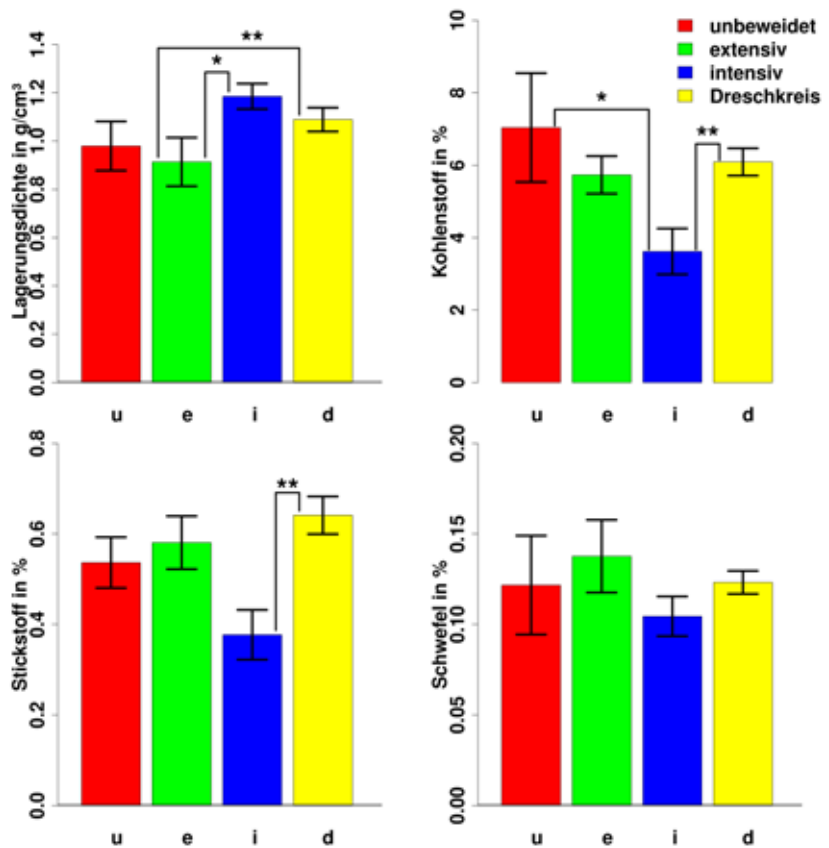 Lagerungsdichte in g/cm³
0.0 0.2 0.4 0.6 0.8 1.0 1.2 1.4
**
*
u e i d
Kohlenstoff in %
0 2 4 6 8 10
*
**
unbeweidet
extensiv
intensiv
Dreschkreis
u e i d
Stickstoff in %
0.0 0.2 0.4 0.6 0.8
**
u e i d
Schwefel in %
0.00 0.05 0.10 0.15 0.20
u e i d